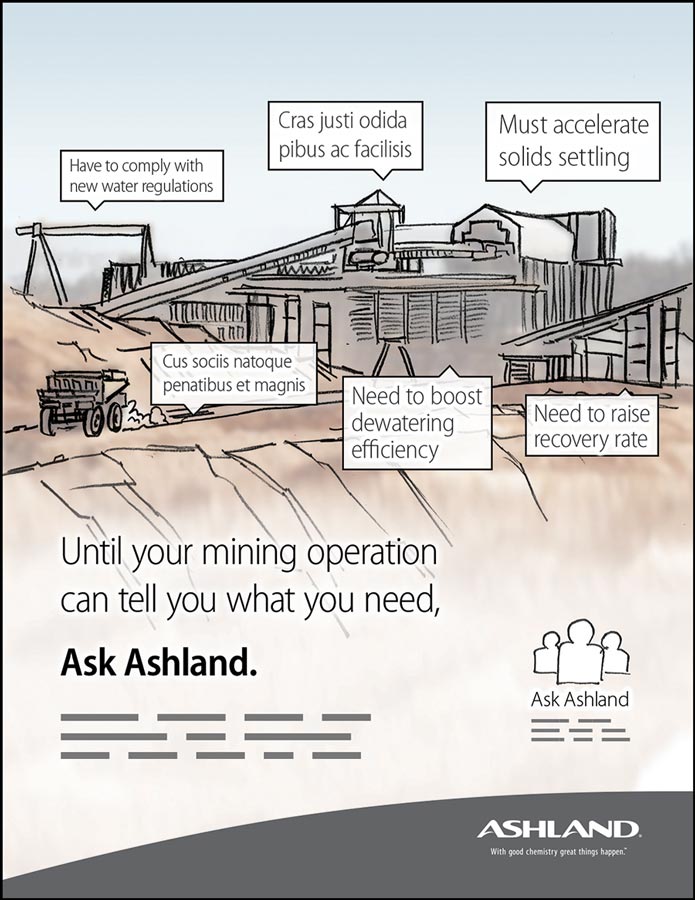 Cras justi odida
pibus ac facilisis
Must accelerate
solids settling
Have to comply with
new water regulations
Cus sociis natoque
penatibus et magnis
Need to boost
dewatering
efficiency
Need to raise
recovery rate
Until your mining operation
can tell you what you need,
Ask Ashland.
Ask Ashland
ASHLAND®
With good chemistry great things happen.™